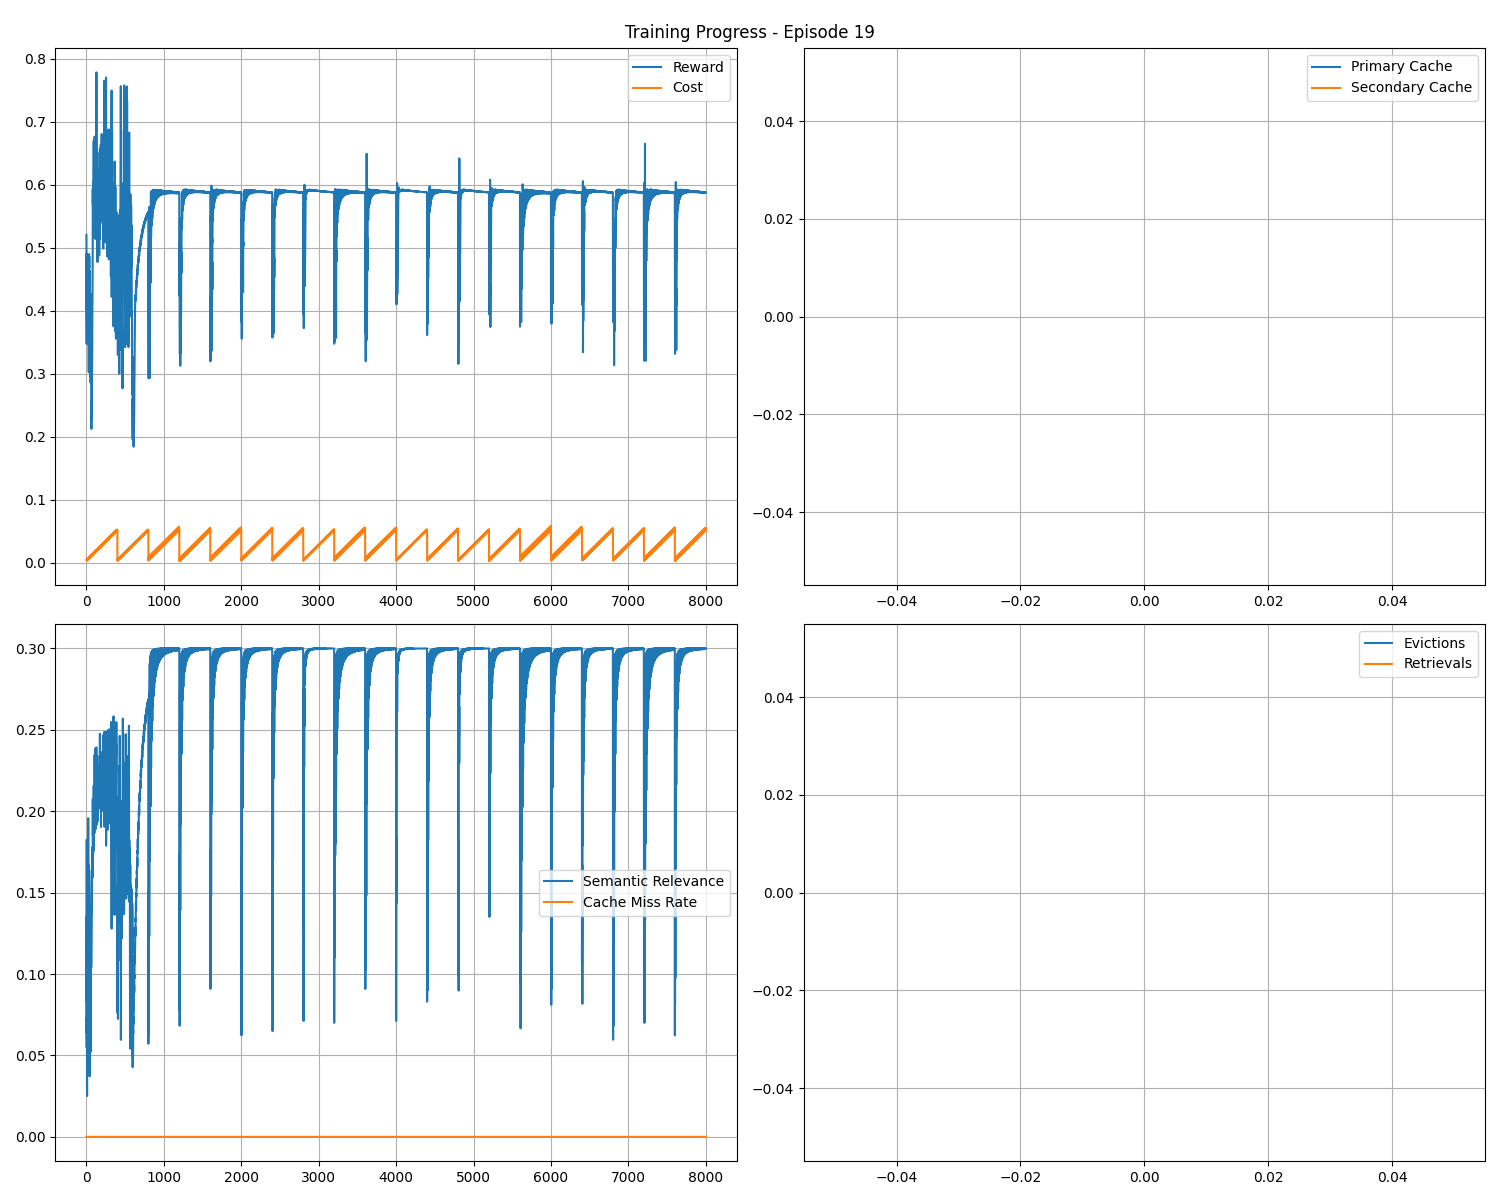 Training Progress - Episode 19
0.8
0.7
0.6
0.5
0.4
0.3
0.2
0.1
0.0
Reward
Cost
0 1000 2000 3000 4000 5000 6000 7000 8000
0.04
0.02
0.00
−0.02
−0.04
Primary Cache
Secondary Cache
−0.04 −0.02 0.00 0.02 0.04
0.30
0.25
0.20
0.15
0.10
0.05
0.00
Semantic Relevance
Cache Miss Rate
0 1000 2000 3000 4000 5000 6000 7000 8000
0.04
0.02
0.00
−0.02
−0.04
Evictions
Retrievals
−0.04 −0.02 0.00 0.02 0.04